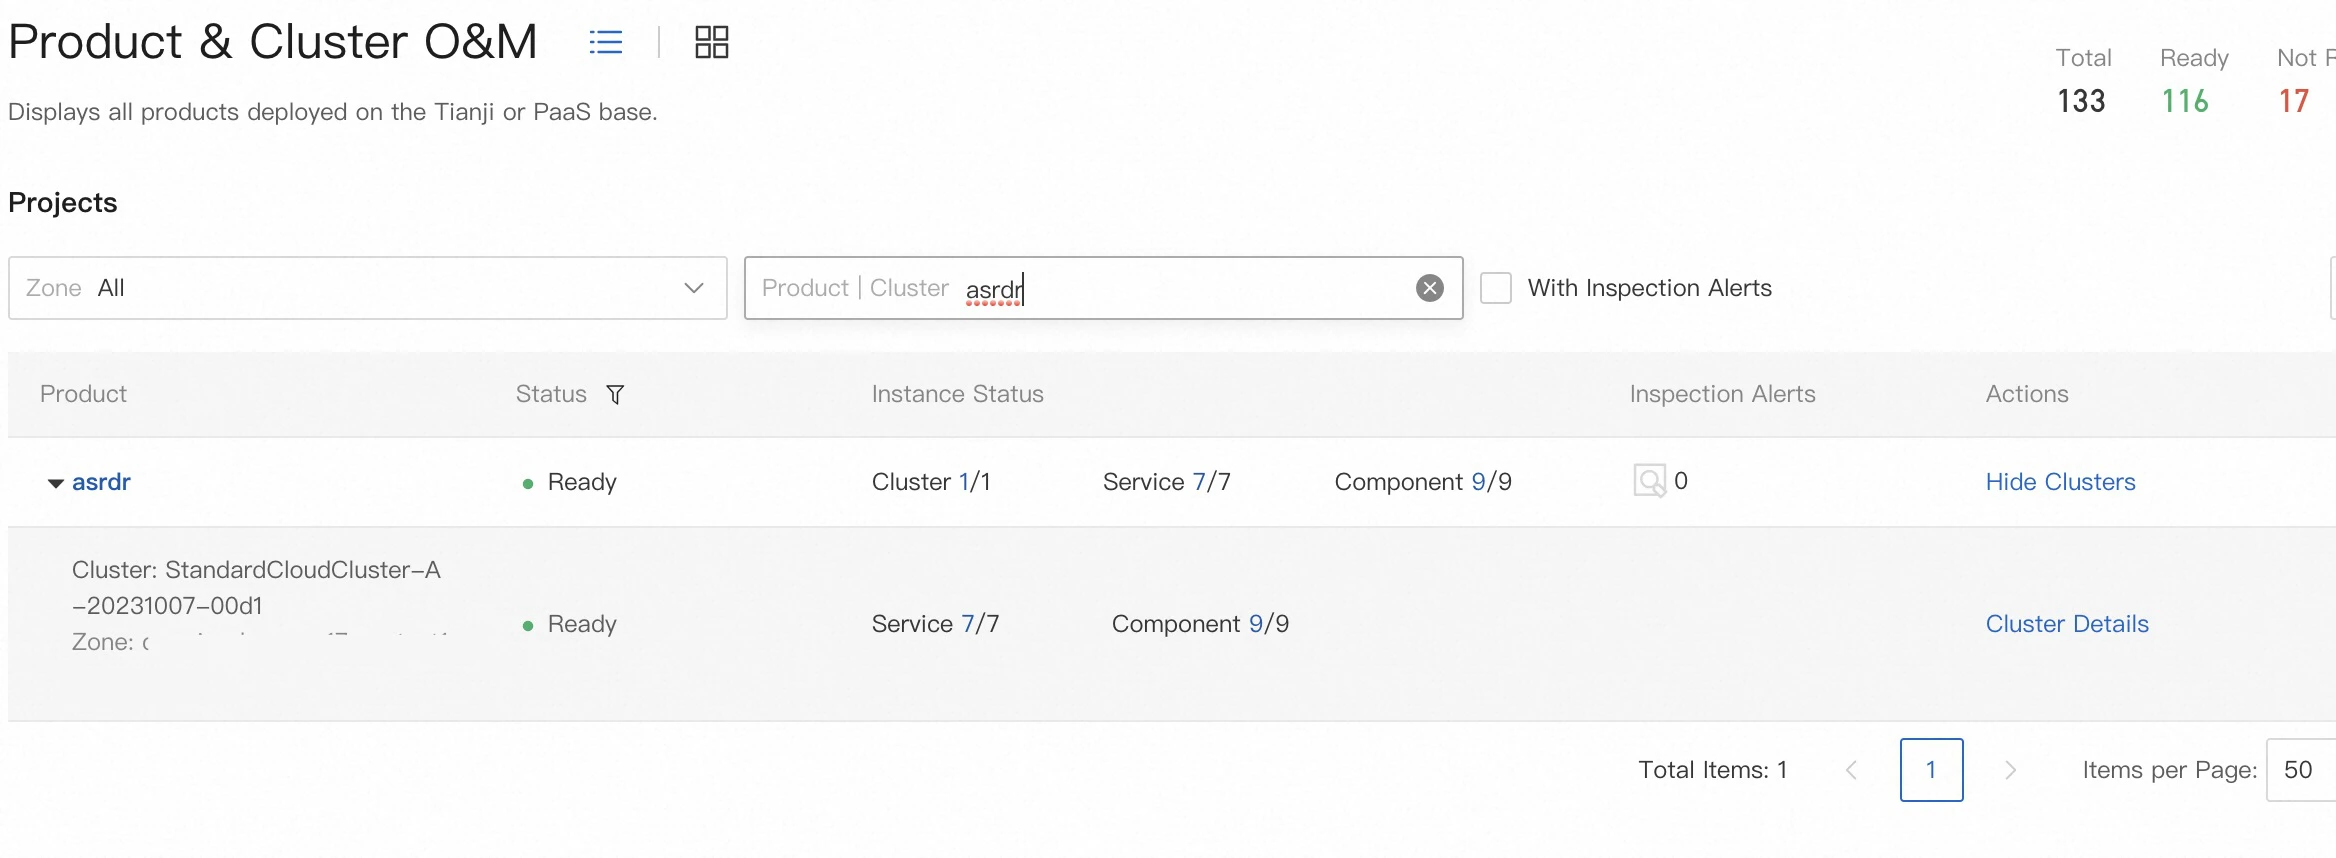 Product & Cluster O&M
Total Ready Not R
133 116 17
Displays all products deployed on the Tianji or PaaS base.
Projects
Zone All Product | Cluster asrdr With Inspection Alerts
Product Status Instance Status Inspection Alerts Actions
asrdr Ready Cluster 1/1 Service 7/7 Component 9/9 0 Hide Clusters
Cluster: StandardCloudCluster-A
-20231007-00d1
Zone:
Ready Service 7/7 Component 9/9 Cluster Details
Total Items: 1 1 Items per Page: 50